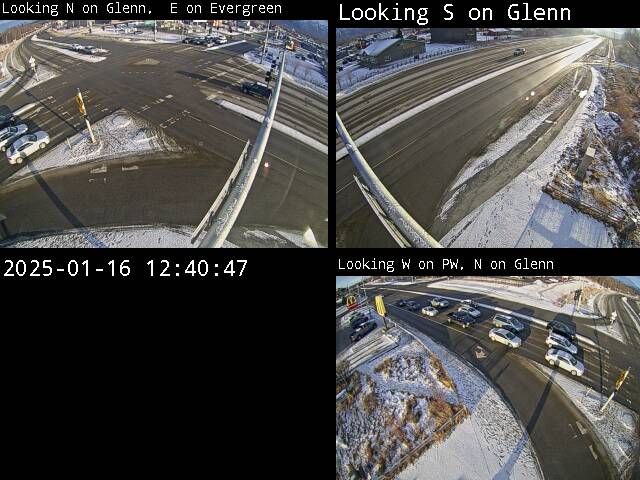 Looking N on Glenn,  E on Evergreen
Looking S on Glenn
2025-01-16 12:40:47
Looking W on PW, N on Glenn